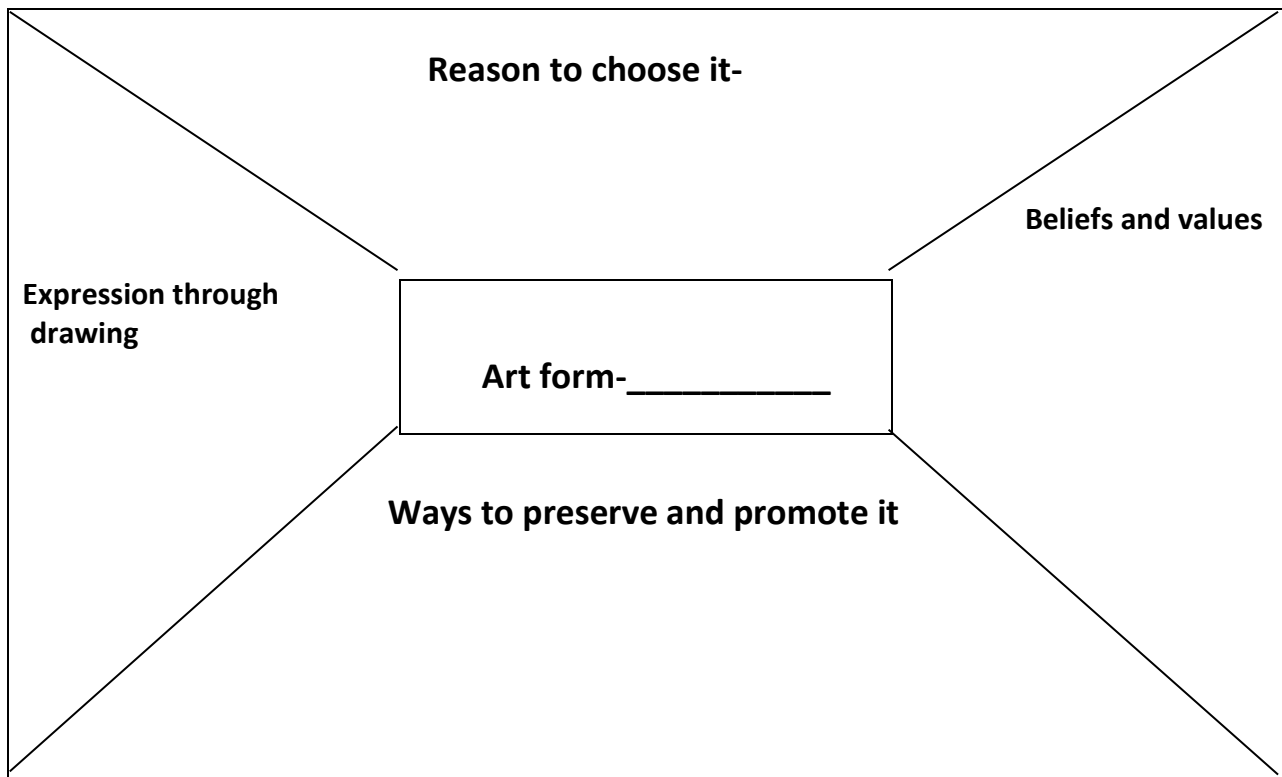 Reason to choose it-
Beliefs and values
Expression through
drawing
Art form-___________
Ways to preserve and promote it